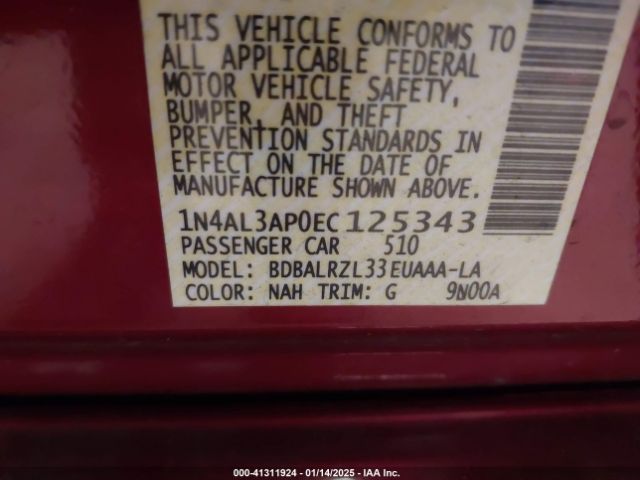 THIS VEHICLE CONFORMS TO
ALL APPLICABLE FEDERAL
MOTOR VEHICLE SAFETY,
BUMPER, AND THEFT
PREVENTION STANDARDS IN
EFFECT ON THE DATE OF
MANUFACTURE SHOWN ABOVE.
1N4AL3AP0EC125343
PASSENGER CAR 510
MODEL: BDBALRZL33EUAAA-LA
COLOR: NAH TRIM: G 9N00A
000-41311924 - 01/14/2025 - IAA Inc.